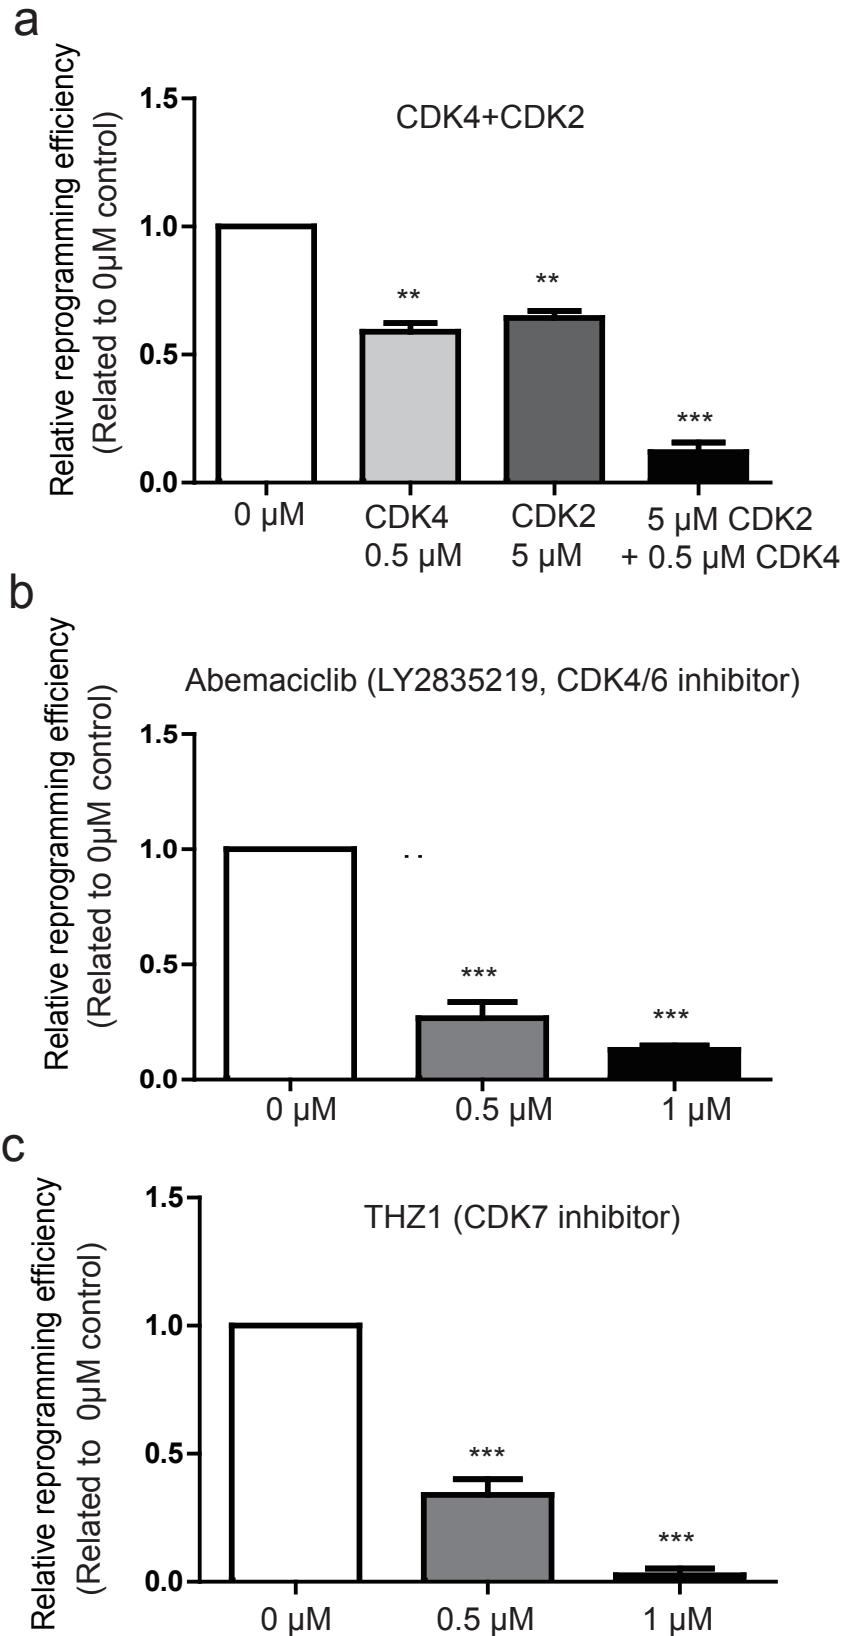 a
Relative reprogramming efficiency
(Related to 0µM control)
CDK4+CDK2
1.5
1.0
0.5
0.0
**
**
***
0 µM
CDK4
0.5 µM
CDK2
5 µM
5 µM CDK2
+ 0.5 µM CDK4
b
Relative reprogramming efficiency
(Related to 0µM control)
Abemaciclib (LY2835219, CDK4/6 inhibitor)
1.5
1.0
0.5
0.0
***
***
0 µM
0.5 µM
1 µM
c
Relative reprogramming efficiency
(Related to 0µM control)
THZ1 (CDK7 inhibitor)
1.5
1.0
0.5
0.0
***
***
0 µM
0.5 µM
1 µM